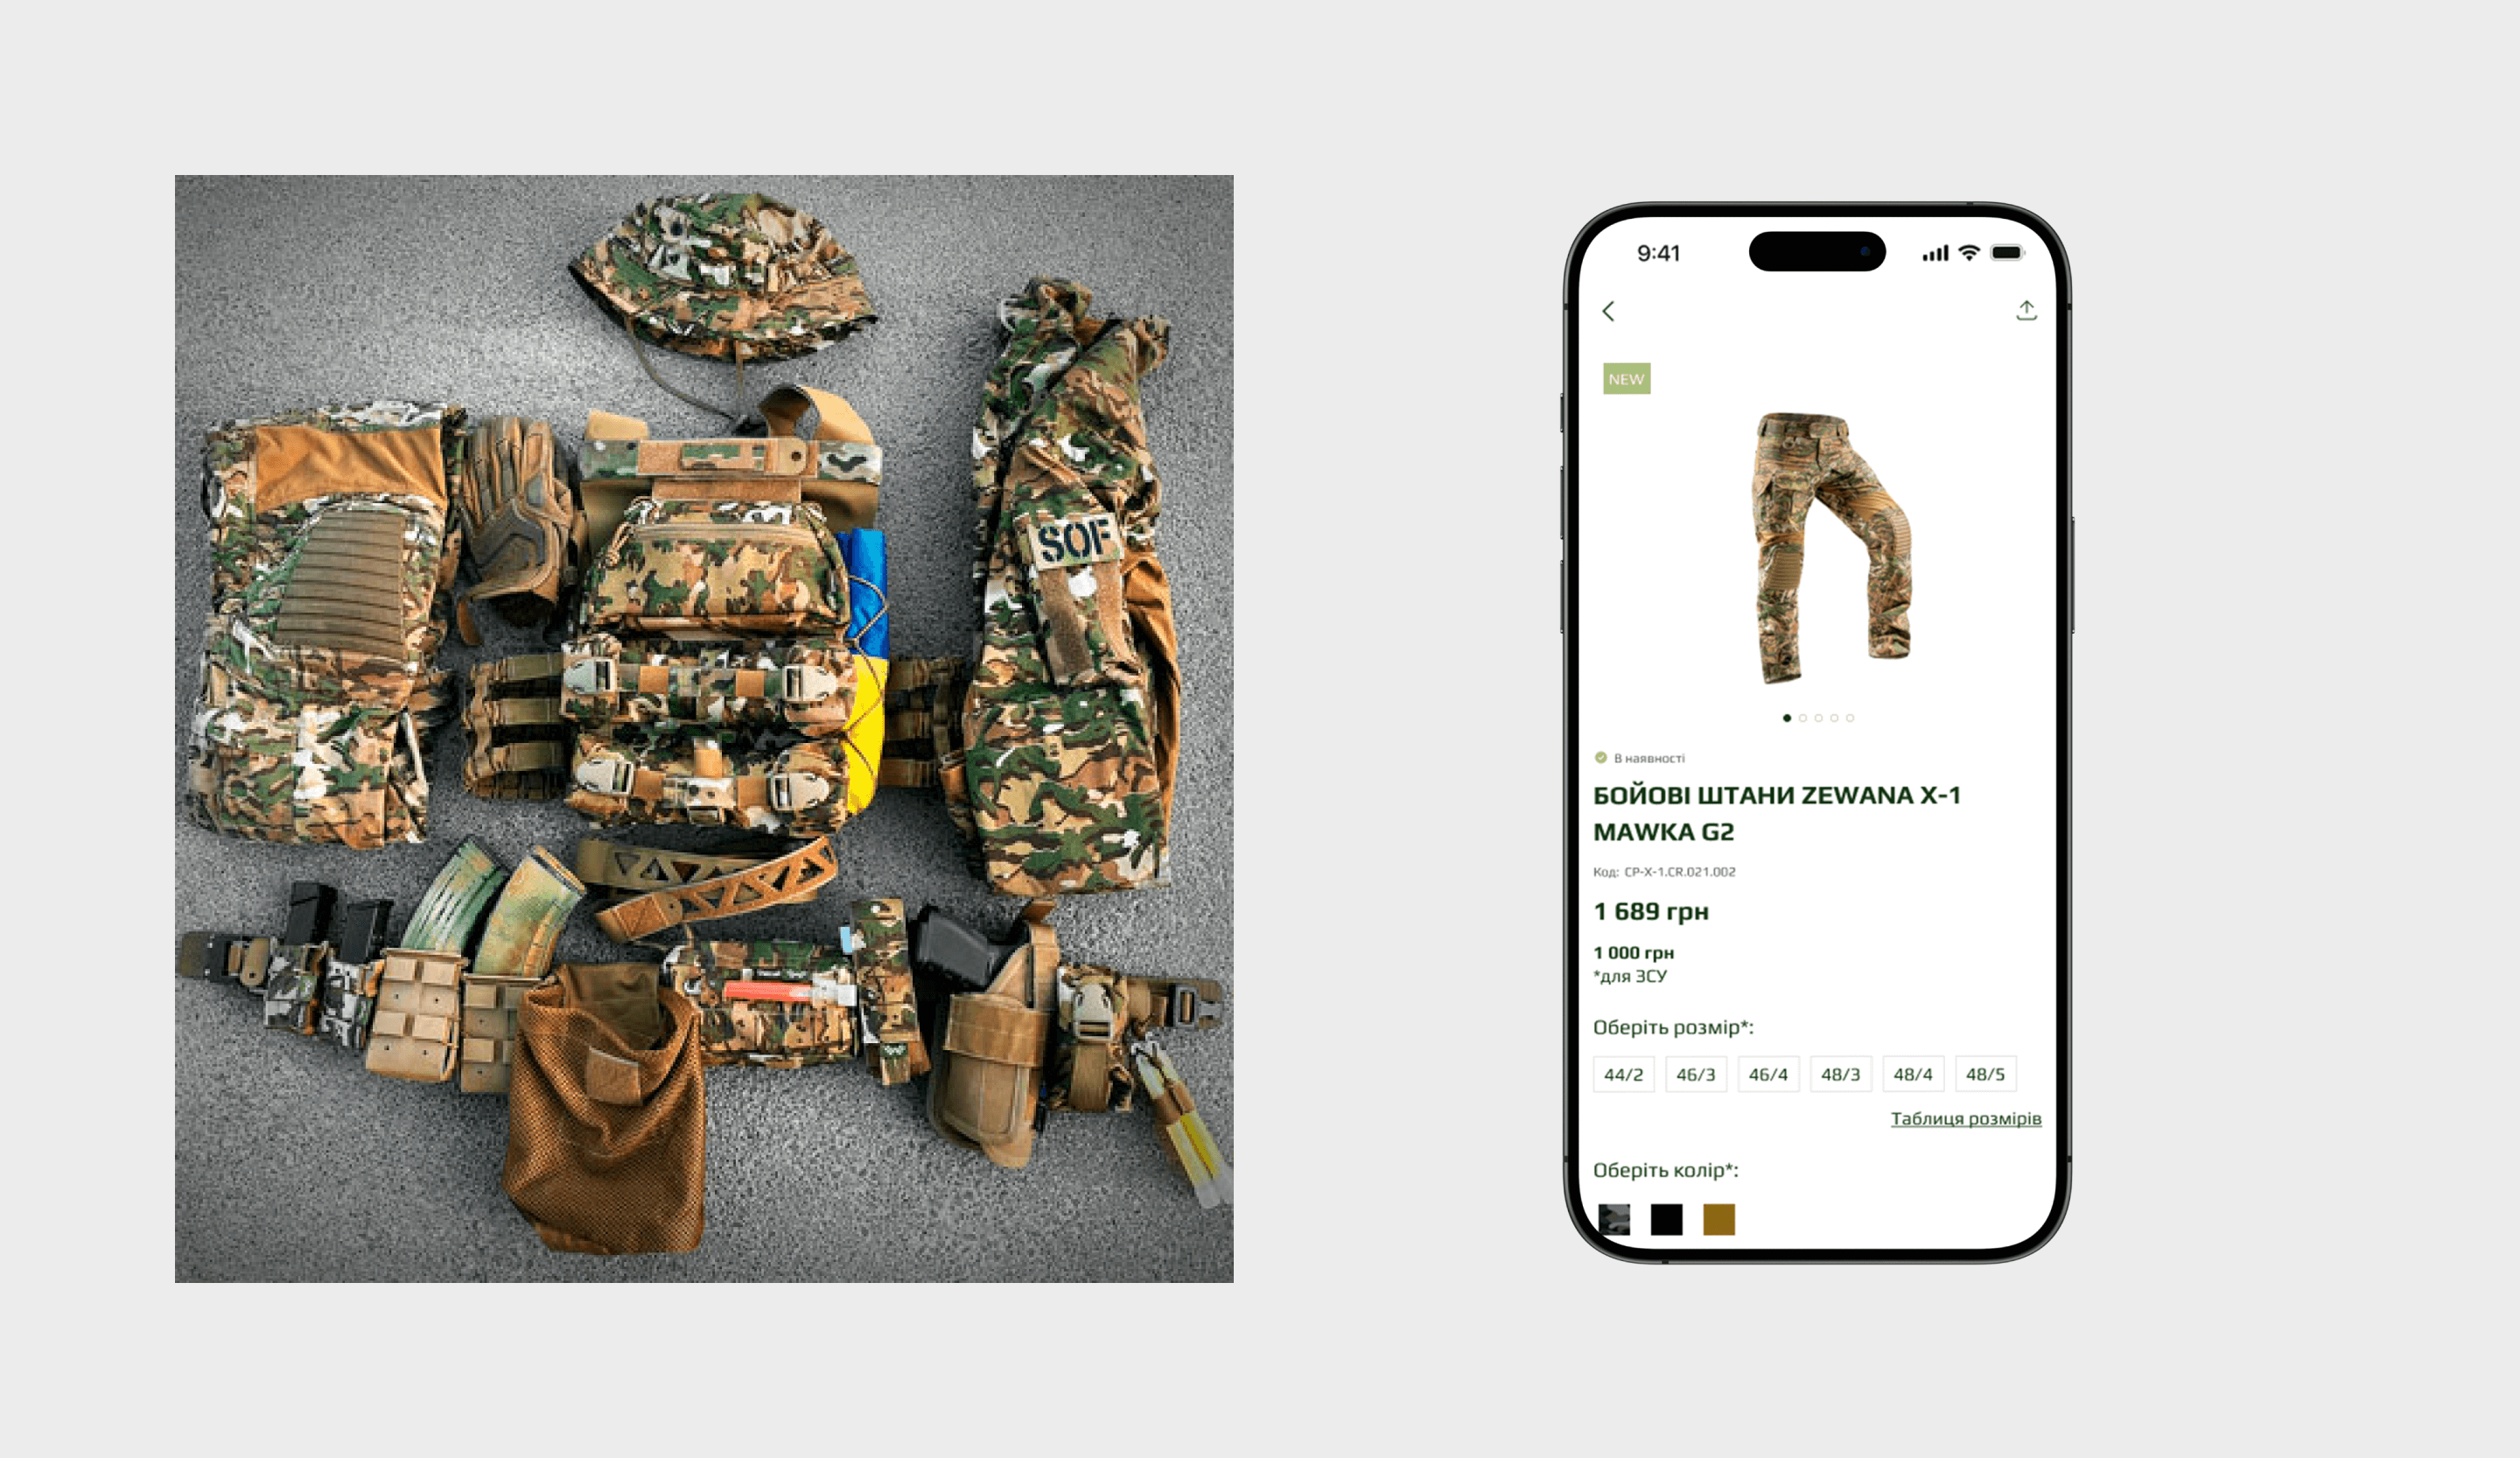 SOF
9:41
NEW
В наявності
БОЙОВІ ШТАНИ ZEWANA X-1
MAWKA G2
Код: CP-X-1.CR.021.002
1 689 грн
1 000 грн
*для ЗСУ
Оберіть розмір*:
44/2 46/3 46/4 48/3 48/4 48/5
Таблиця розмірів
Оберіть колір*: